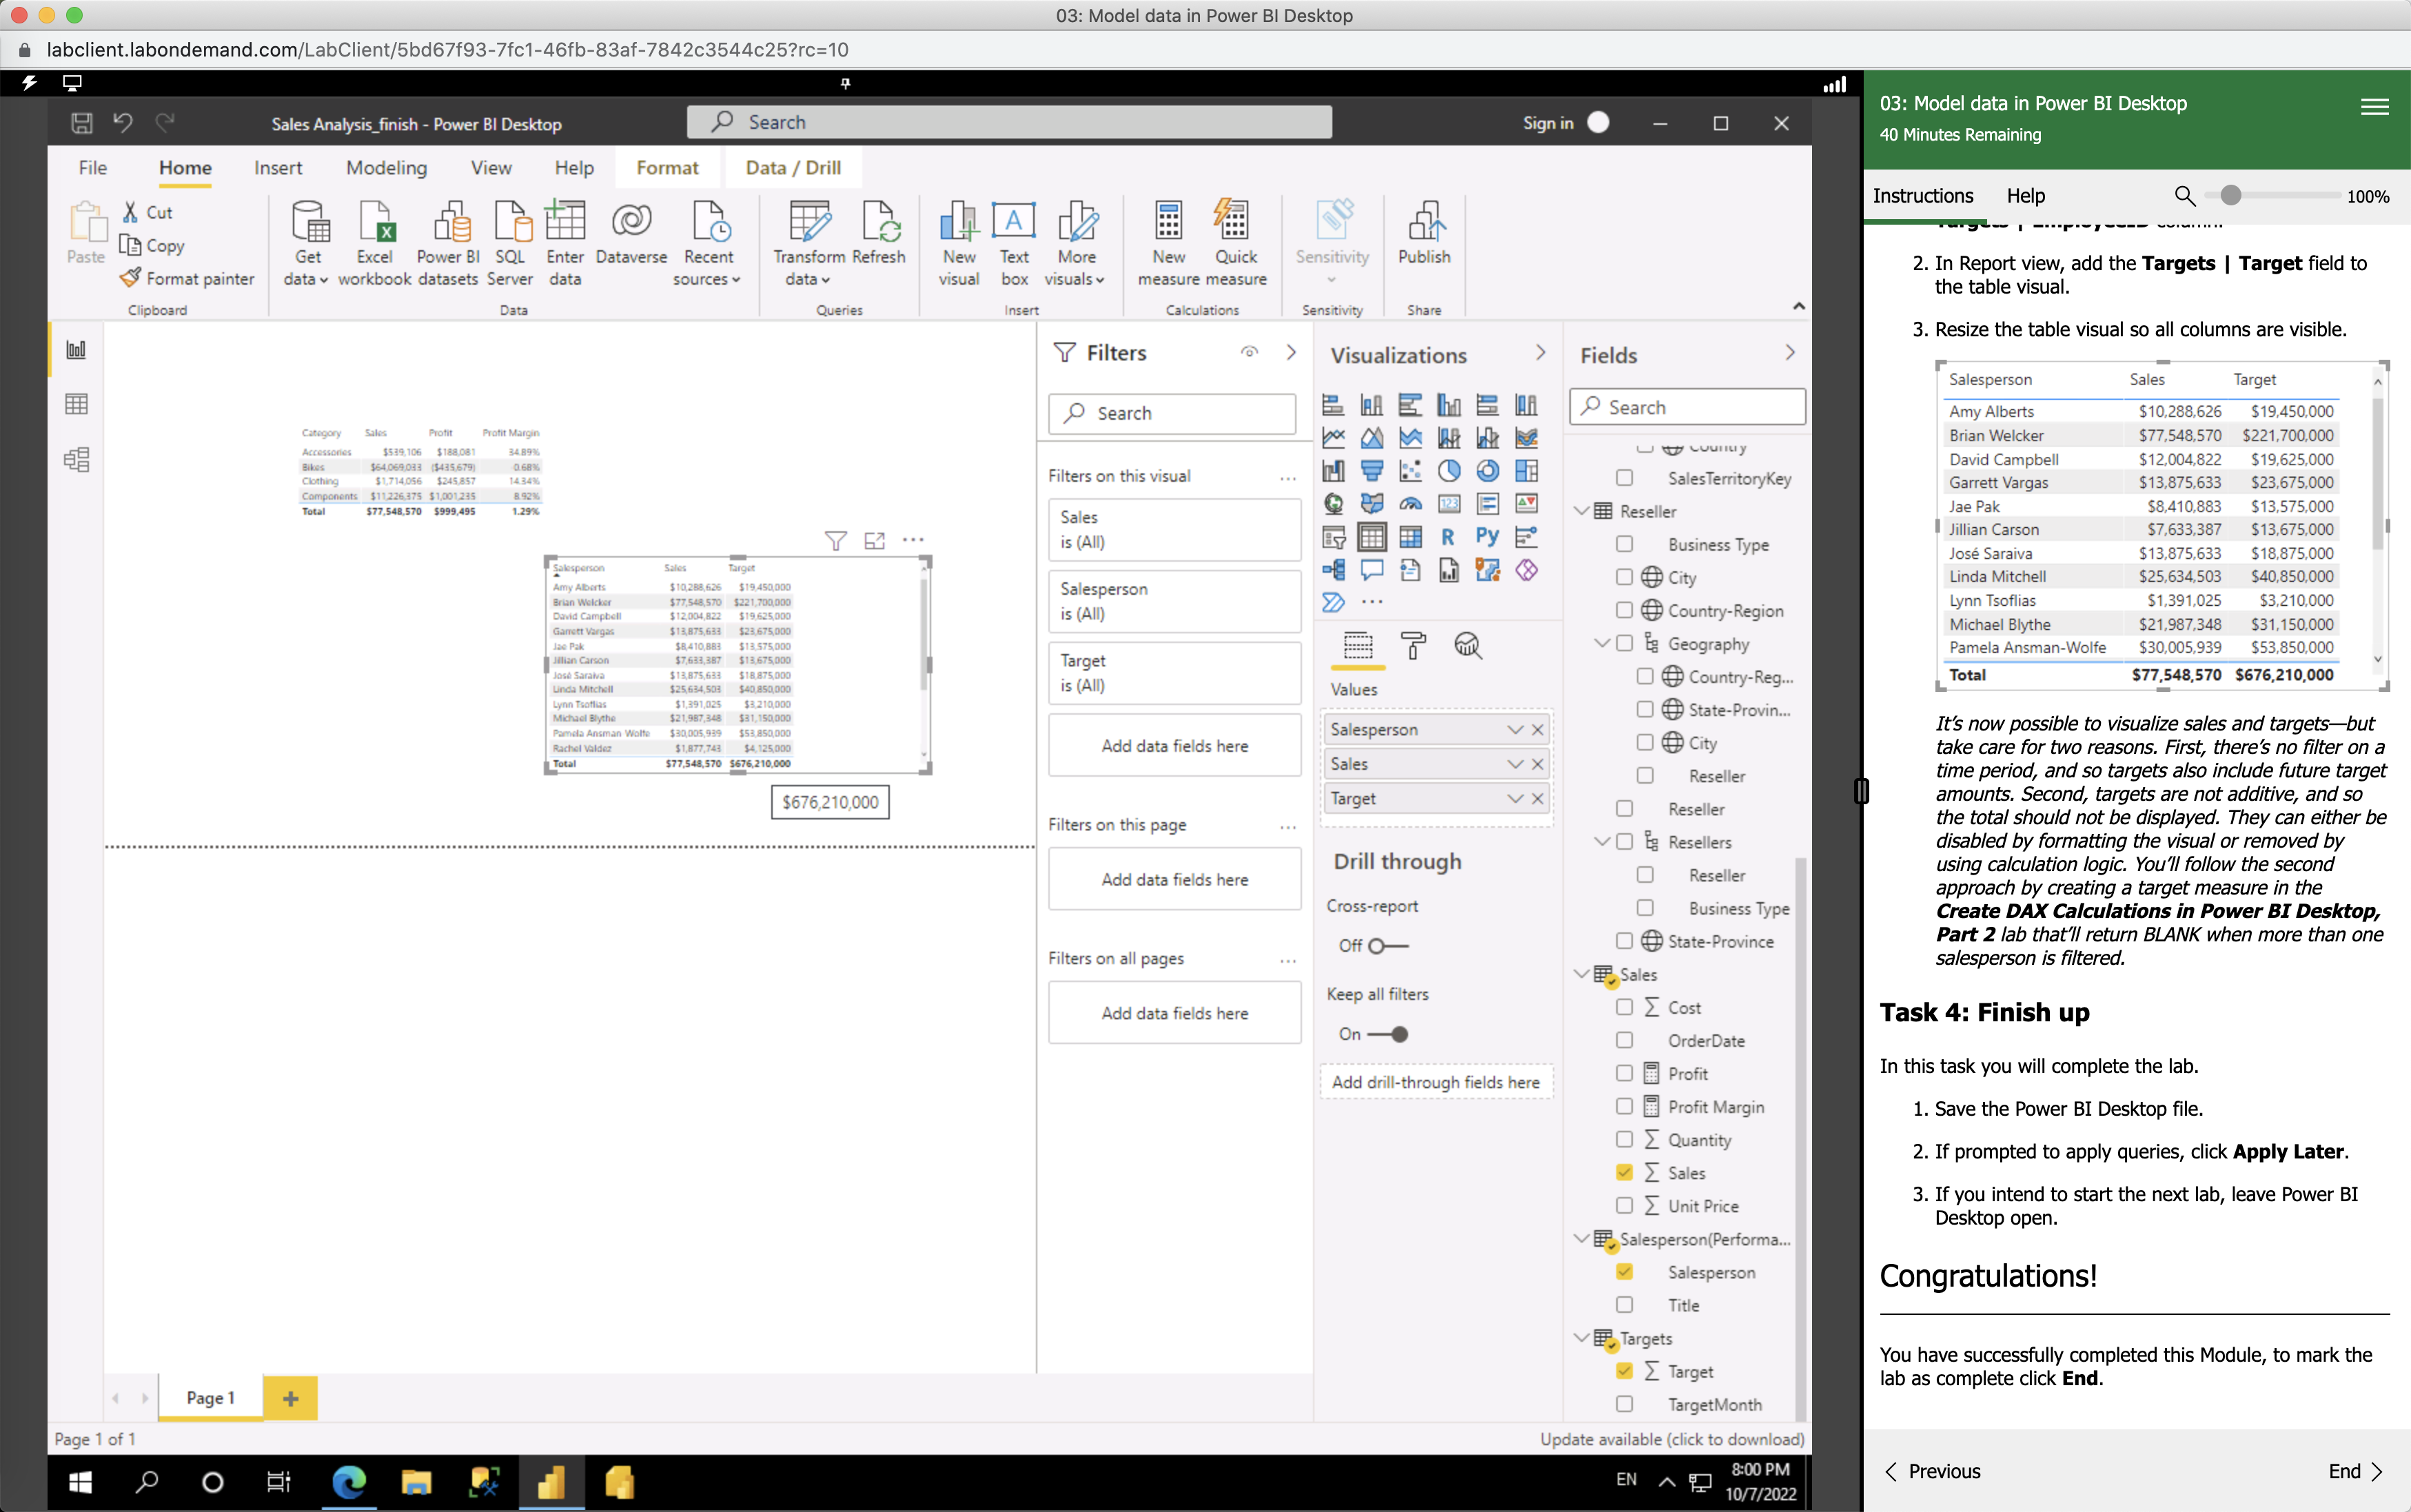 03: Model data in Power BI Desktop
labclient.labondemand.com/LabClient/5bd67f93-7fc1-46fb-83af-7842c3544c25?rc=10
Sales Analysis_finish - Power BI Desktop
Search
Sign in
File Home Insert Modeling View Help Format Data / Drill
Paste
Cut
Copy
Format painter
Clipboard
Get data
Excel workbook
Power BI datasets
SQL Server
Enter data
Dataverse
Recent sources
Data
Transform data
Refresh
Queries
New visual
Text box
More visuals
Insert
New measure
Quick measure
Calculations
Sensitivity
Sensitivity
Publish
Share
Category Sales Profit Profit Margin
Accessories $539,106 $188,081 34.89%
Bikes $64,069,033 ($435,679) -0.68%
Clothing $1,714,056 $245,857 14.34%
Components $11,226,375 $1,001,235 8.92%
Total $77,548,570 $999,495 1.29%
Salesperson Sales Target
Amy Alberts $10,288,626 $19,450,000
Brian Welcker $77,548,570 $221,700,000
David Campbell $12,004,822 $19,625,000
Garrett Vargas $13,875,633 $23,675,000
Jae Pak $8,410,883 $13,575,000
Jillian Carson $7,633,387 $13,675,000
José Saraiva $13,875,633 $18,875,000
Linda Mitchell $25,634,503 $40,850,000
Lynn Tsoflias $1,391,025 $3,210,000
Michael Blythe $21,987,348 $31,150,000
Pamela Ansman-Wolfe $30,005,939 $53,850,000
Rachel Valdez $1,877,743 $4,125,000
Total $77,548,570 $676,210,000
$676,210,000
Filters
Search
Filters on this visual ...
Sales
is (All)
Salesperson
is (All)
Target
is (All)
Add data fields here
Filters on this page ...
Add data fields here
Filters on all pages ...
Add data fields here
Visualizations
123
R Py
...
Values
Salesperson
Sales
Target
Drill through
Cross-report
Off
Keep all filters
On
Add drill-through fields here
Fields
Search
Country
SalesTerritoryKey
Reseller
Business Type
City
Country-Region
Geography
Country-Reg...
State-Provin...
City
Reseller
Reseller
Resellers
Reseller
Business Type
State-Province
Sales
Cost
OrderDate
Profit
Profit Margin
Quantity
Sales
Unit Price
Salesperson(Performa...
Salesperson
Title
Targets
Target
TargetMonth
Page 1
Page 1 of 1
Update available (click to download)
EN
8:00 PM
10/7/2022
03: Model data in Power BI Desktop
40 Minutes Remaining
Instructions Help 100%
Targets | EmployeeID column.
2. In Report view, add the Targets | Target field to
the table visual.
3. Resize the table visual so all columns are visible.
Salesperson Sales Target
Amy Alberts $10,288,626 $19,450,000
Brian Welcker $77,548,570 $221,700,000
David Campbell $12,004,822 $19,625,000
Garrett Vargas $13,875,633 $23,675,000
Jae Pak $8,410,883 $13,575,000
Jillian Carson $7,633,387 $13,675,000
José Saraiva $13,875,633 $18,875,000
Linda Mitchell $25,634,503 $40,850,000
Lynn Tsoflias $1,391,025 $3,210,000
Michael Blythe $21,987,348 $31,150,000
Pamela Ansman-Wolfe $30,005,939 $53,850,000
Total $77,548,570 $676,210,000
It’s now possible to visualize sales and targets—but
take care for two reasons. First, there’s no filter on a
time period, and so targets also include future target
amounts. Second, targets are not additive, and so
the total should not be displayed. They can either be
disabled by formatting the visual or removed by
using calculation logic. You’ll follow the second
approach by creating a target measure in the
Create DAX Calculations in Power BI Desktop,
Part 2 lab that’ll return BLANK when more than one
salesperson is filtered.
Task 4: Finish up
In this task you will complete the lab.
1. Save the Power BI Desktop file.
2. If prompted to apply queries, click Apply Later.
3. If you intend to start the next lab, leave Power BI
Desktop open.
Congratulations!
You have successfully completed this Module, to mark the
lab as complete click End.
Previous End